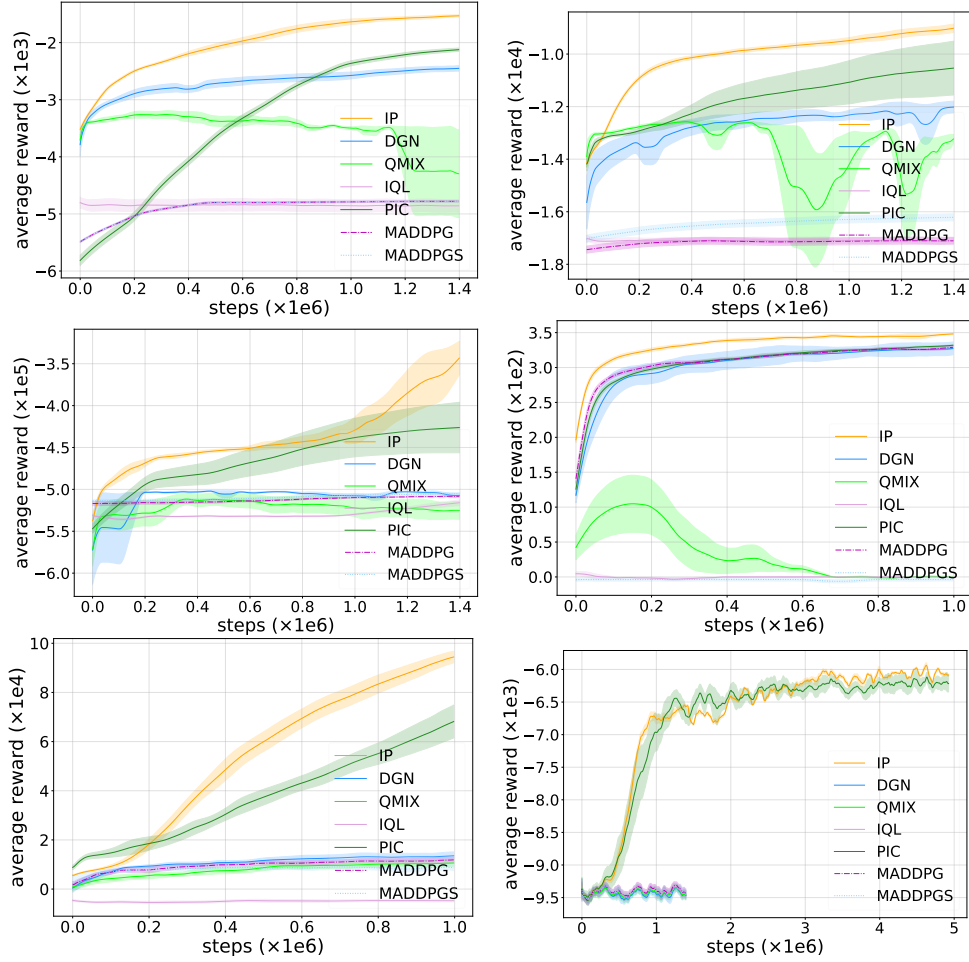 −2
−3
−4
−5
−6
average reward (×1e3)
0.0 0.2 0.4 0.6 0.8 1.0 1.2 1.4
steps (×1e6)
IP
DGN
QMIX
IQL
PIC
MADDPG
MADDPGS
−1.0
−1.2
−1.4
−1.6
−1.8
average reward (×1e4)
0.0 0.2 0.4 0.6 0.8 1.0 1.2 1.4
steps (×1e6)
IP
DGN
QMIX
IQL
PIC
MADDPG
MADDPGS
−3.5
−4.0
−4.5
−5.0
−5.5
−6.0
average reward (×1e5)
0.0 0.2 0.4 0.6 0.8 1.0 1.2 1.4
steps (×1e6)
IP
DGN
QMIX
IQL
PIC
MADDPG
MADDPGS
3.5
3.0
2.5
2.0
1.5
1.0
0.5
0.0
average reward (×1e2)
0.0 0.2 0.4 0.6 0.8 1.0
steps (×1e6)
IP
DGN
QMIX
IQL
PIC
MADDPG
MADDPGS
10
8
6
4
2
0
average reward (×1e4)
0.0 0.2 0.4 0.6 0.8 1.0
steps (×1e6)
IP
DGN
QMIX
IQL
PIC
MADDPG
MADDPGS
−6.0
−6.5
−7.0
−7.5
−8.0
−8.5
−9.0
−9.5
average reward (×1e3)
0 1 2 3 4 5
steps (×1e6)
IP
DGN
QMIX
IQL
PIC
MADDPG
MADDPGS